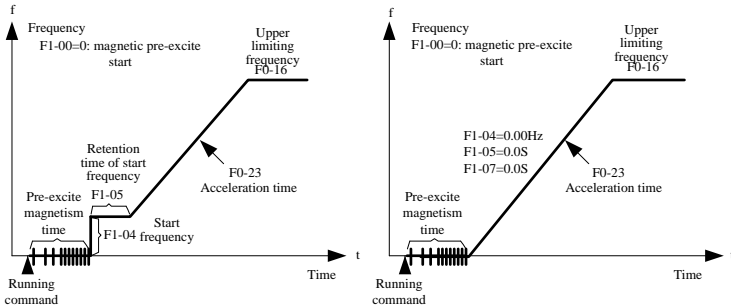 f
Frequency
F1-00=0: magnetic pre-excite
start
Upper
limiting
frequency
F0-16
Retention
time of start
frequency
F1-05
F0-23
Acceleration time
Pre-excite
magnetism
time
F1-04
Start
frequency
t
Time
Running
command
f
Frequency
F1-00=0: magnetic pre-excite
start
Upper
limiting
frequency
F0-16
F1-04=0.00Hz
F1-05=0.0S
F1-07=0.0S
F0-23
Acceleration time
Pre-excite
magnetism
time
Time
Running
command